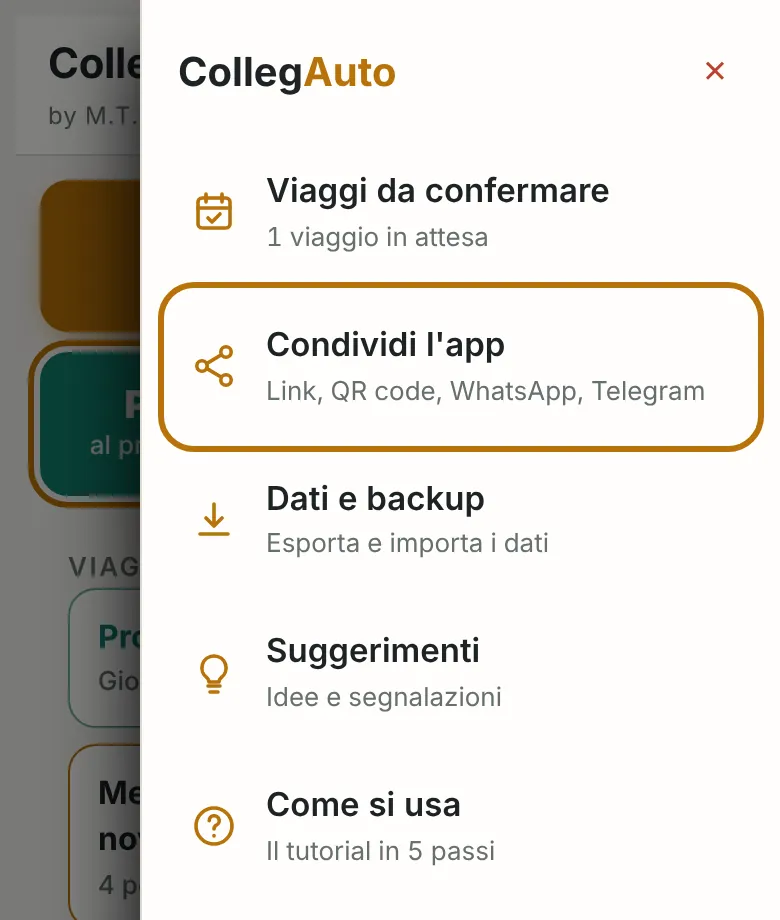 CollegAuto
by M.T.
Viaggi da confermare
1 viaggio in attesa
Condividi l'app
Link, QR code, WhatsApp, Telegram
Dati e backup
Esporta e importa i dati
Suggerimenti
Idee e segnalazioni
Come si usa
Il tutorial in 5 passi